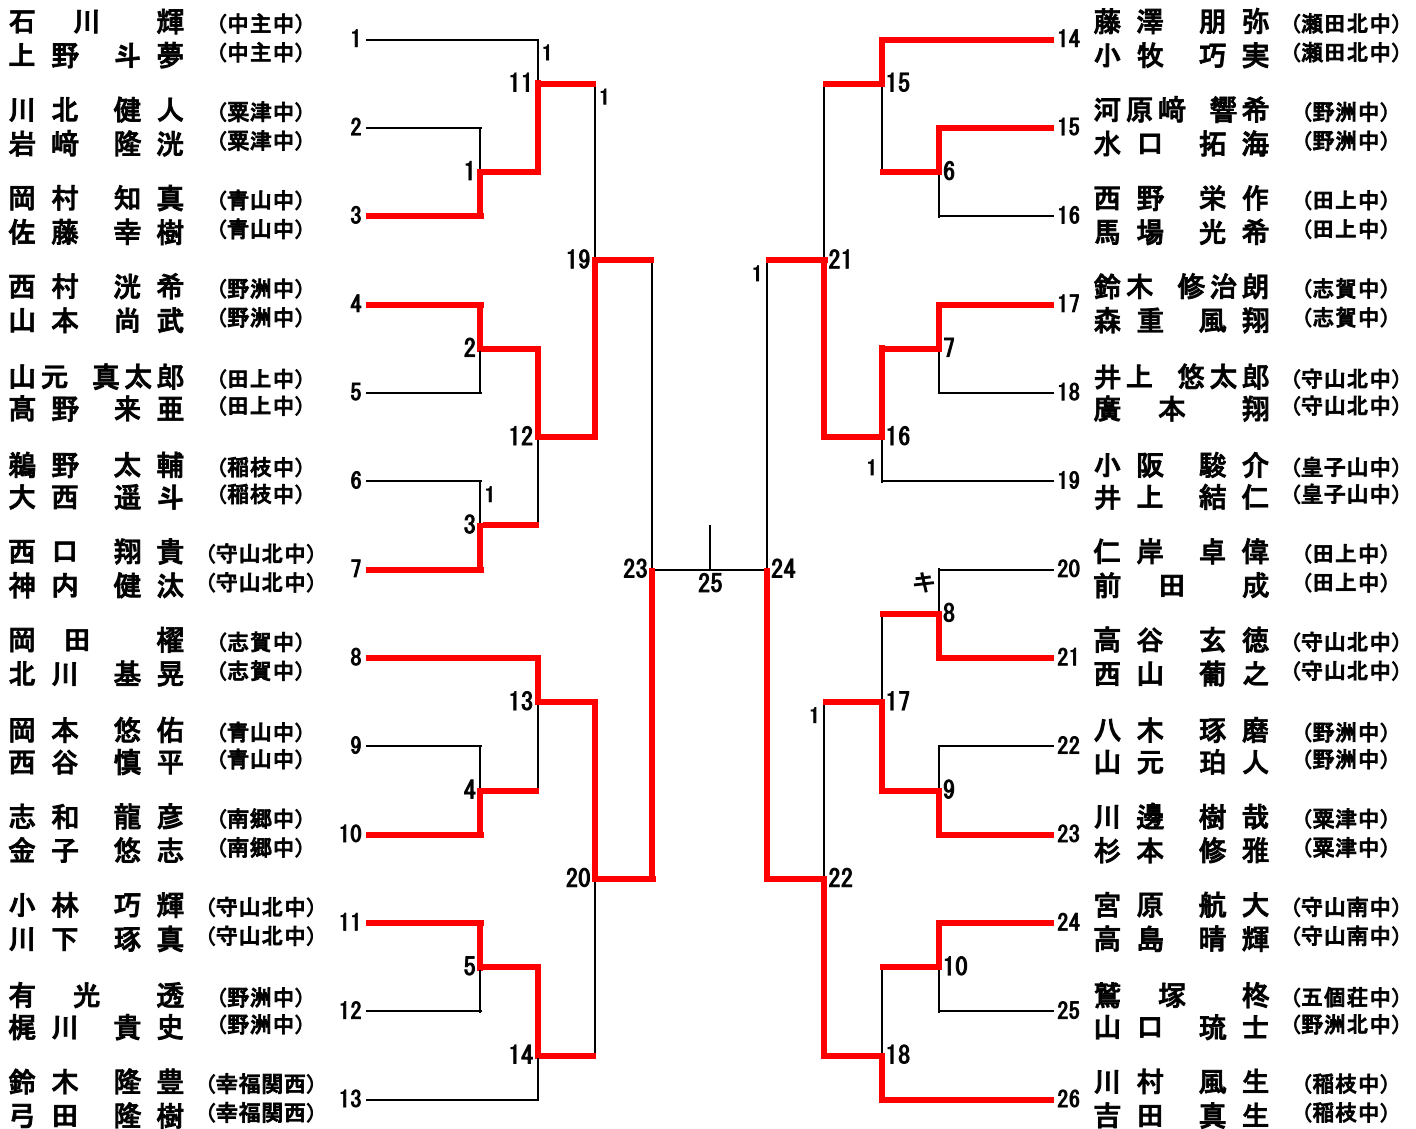 石川 輝 (中主中)
上野 斗夢 (中主中)
1
川北 健人 (粟津中)
岩﨑 隆洸 (粟津中)
2
岡村 知真 (青山中)
佐藤 幸樹 (青山中)
3
西村 洸希 (野洲中)
山本 尚武 (野洲中)
4
山元 真太郎 (田上中)
髙野 来亜 (田上中)
5
鵜野 太輔 (稲枝中)
大西 遥斗 (稲枝中)
6
西口 翔貴 (守山北中)
神内 健汰 (守山北中)
7
岡田 櫂 (志賀中)
北川 基晃 (志賀中)
8
岡本 悠佑 (青山中)
西谷 慎平 (青山中)
9
志和 龍彦 (南郷中)
金子 悠志 (南郷中)
10
小林 巧輝 (守山北中)
川下 琢真 (守山北中)
11
有光 透 (野洲中)
梶川 貴史 (野洲中)
12
鈴木 隆豊 (幸福関西)
弓田 隆樹 (幸福関西)
13
1
11
1
1
19
2
12
1
3
23
13
4
20
5
14
25
24
15
6
1
21
7
16
1
キ
8
1
17
9
22
10
18
14
藤澤 朋弥 (瀬田北中)
小牧 巧実 (瀬田北中)
15
河原﨑 響希 (野洲中)
水口 拓海 (野洲中)
16
西野 栄作 (田上中)
馬場 光希 (田上中)
17
鈴木 修治朗 (志賀中)
森重 風翔 (志賀中)
18
井上 悠太郎 (守山北中)
廣本 翔 (守山北中)
19
小阪 駿介 (皇子山中)
井上 結仁 (皇子山中)
20
仁岸 卓偉 (田上中)
前田 成 (田上中)
21
高谷 玄徳 (守山北中)
西山 葡之 (守山北中)
22
八木 琢磨 (野洲中)
山元 珀人 (野洲中)
23
川邊 樹哉 (粟津中)
杉本 修雅 (粟津中)
24
宮原 航大 (守山南中)
高島 晴輝 (守山南中)
25
鷲塚 柊 (五個荘中)
山口 琉士 (野洲北中)
26
川村 風生 (稲枝中)
吉田 真生 (稲枝中)